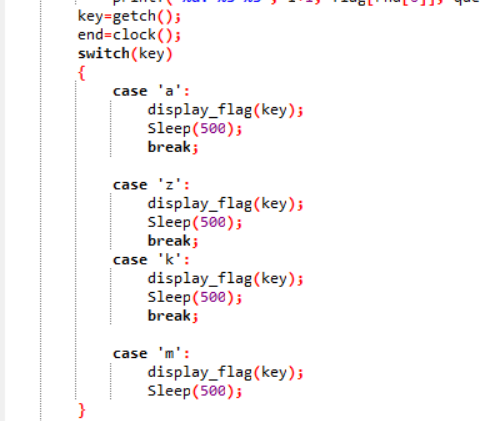 key=getch();
end=clock();
switch(key)
{
case 'a':
display_flag(key);
Sleep(500);
break;
case 'z':
display_flag(key);
Sleep(500);
break;
case 'k':
display_flag(key);
Sleep(500);
break;
case 'm':
display_flag(key);
Sleep(500);
}